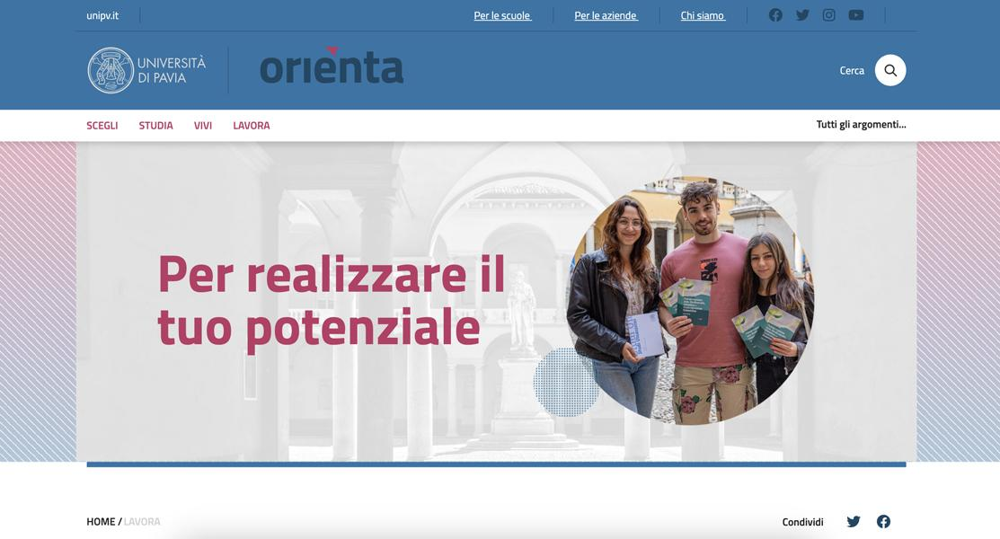 unipv.it
Per le scuole
Per le aziende
Chi siamo
UNIVERSITÀ
DI PAVIA
orienta
Cerca
SCEGLI
STUDIA
VIVI
LAVORA
Tutti gli argomenti...
Per realizzare il
tuo potenziale
HOME / LAVORA
Condividi